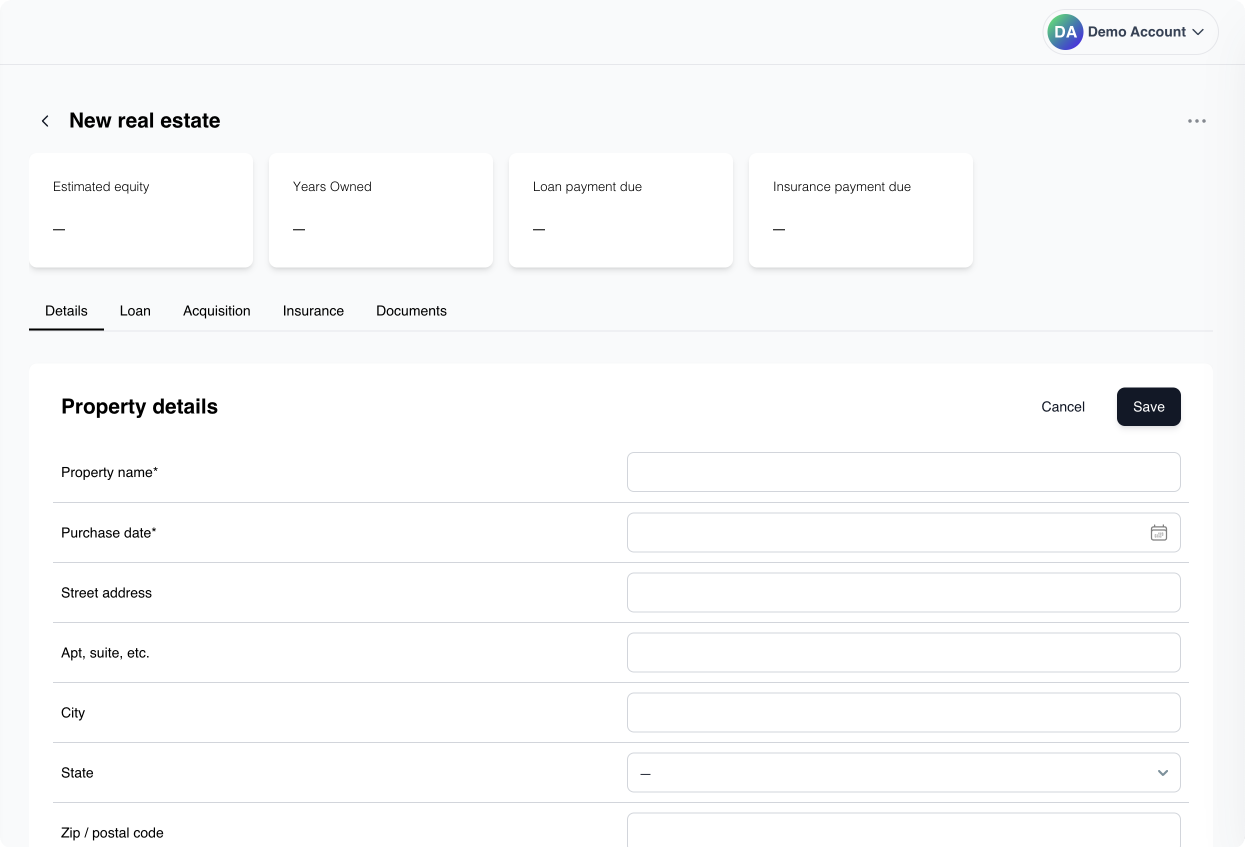 DA Demo Account
New real estate
Estimated equity
Years Owned
Loan payment due
Insurance payment due
—
—
—
—
Details
Loan
Acquisition
Insurance
Documents
Property details
Cancel
Save
Property name*
Purchase date*
Street address
Apt, suite, etc.
City
State
—
Zip / postal code